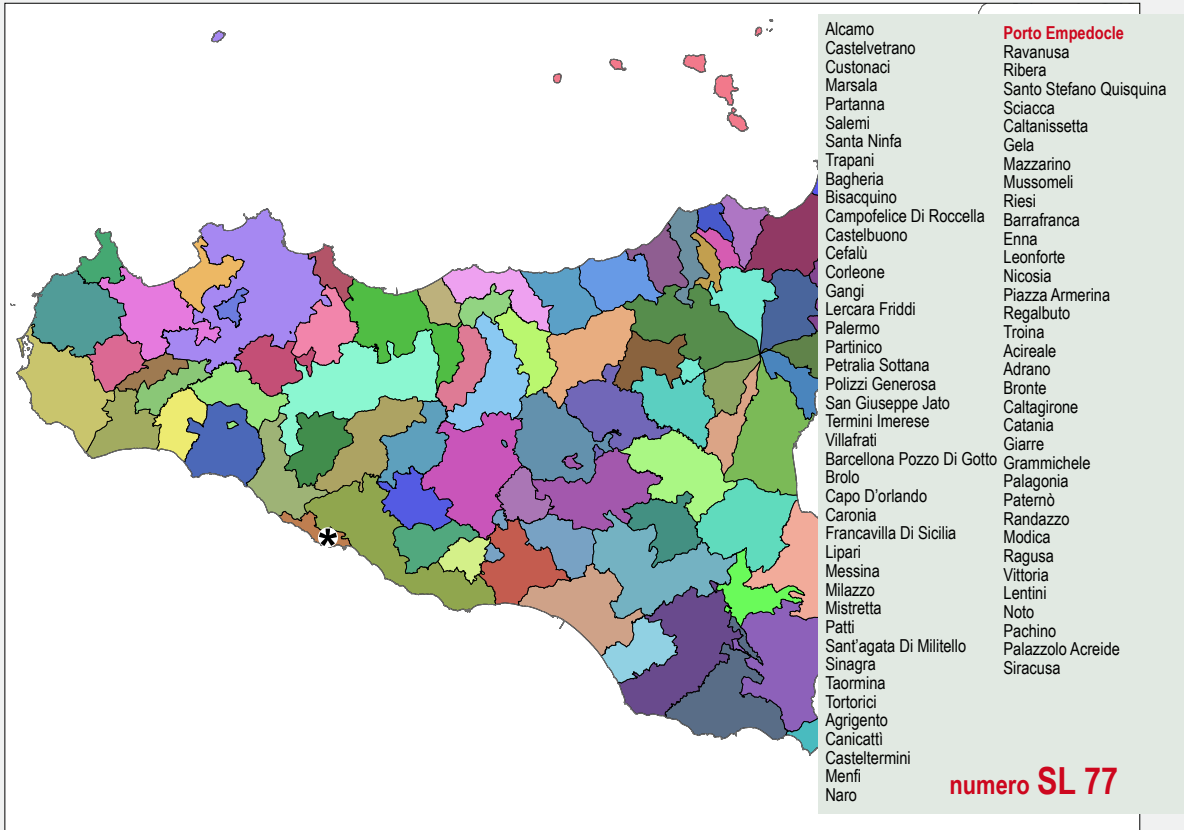 Alcamo
Castelvetrano
Custonaci
Marsala
Partanna
Salemi
Santa Ninfa
Trapani
Bagheria
Bisacquino
Campofelice Di Roccella
Castelbuono
Cefalù
Corleone
Gangi
Lercara Friddi
Palermo
Partinico
Petralia Sottana
Polizzi Generosa
San Giuseppe Jato
Termini Imerese
Villafrati
Barcellona Pozzo Di Gotto
Brolo
Capo D'orlando
Caronia
Francavilla Di Sicilia
Lipari
Messina
Milazzo
Mistretta
Patti
Sant'agata Di Militello
Sinagra
Taormina
Tortorici
Agrigento
Canicattì
Casteltermini
Menfi
Naro
Porto Empedocle
Ravanusa
Ribera
Santo Stefano Quisquina
Sciacca
Caltanissetta
Gela
Mazzarino
Mussomeli
Riesi
Barrafranca
Enna
Leonforte
Nicosia
Piazza Armerina
Regalbuto
Troina
Acireale
Adrano
Bronte
Caltagirone
Catania
Giarre
Grammichele
Palagonia
Paternò
Randazzo
Modica
Ragusa
Vittoria
Lentini
Noto
Pachino
Palazzolo Acreide
Siracusa
numero SL 77
*